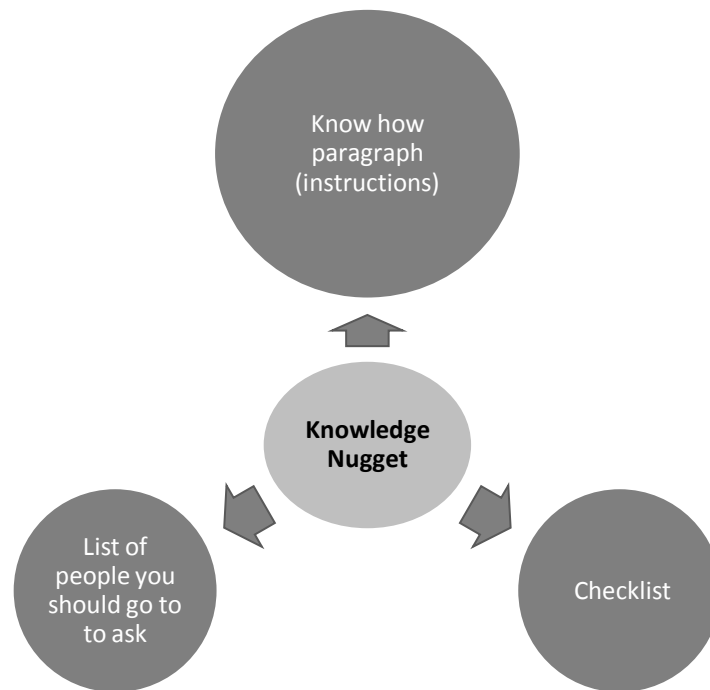 Know how
paragraph
(instructions)
Knowledge
Nugget
List of
people you
should go to
to ask
Checklist